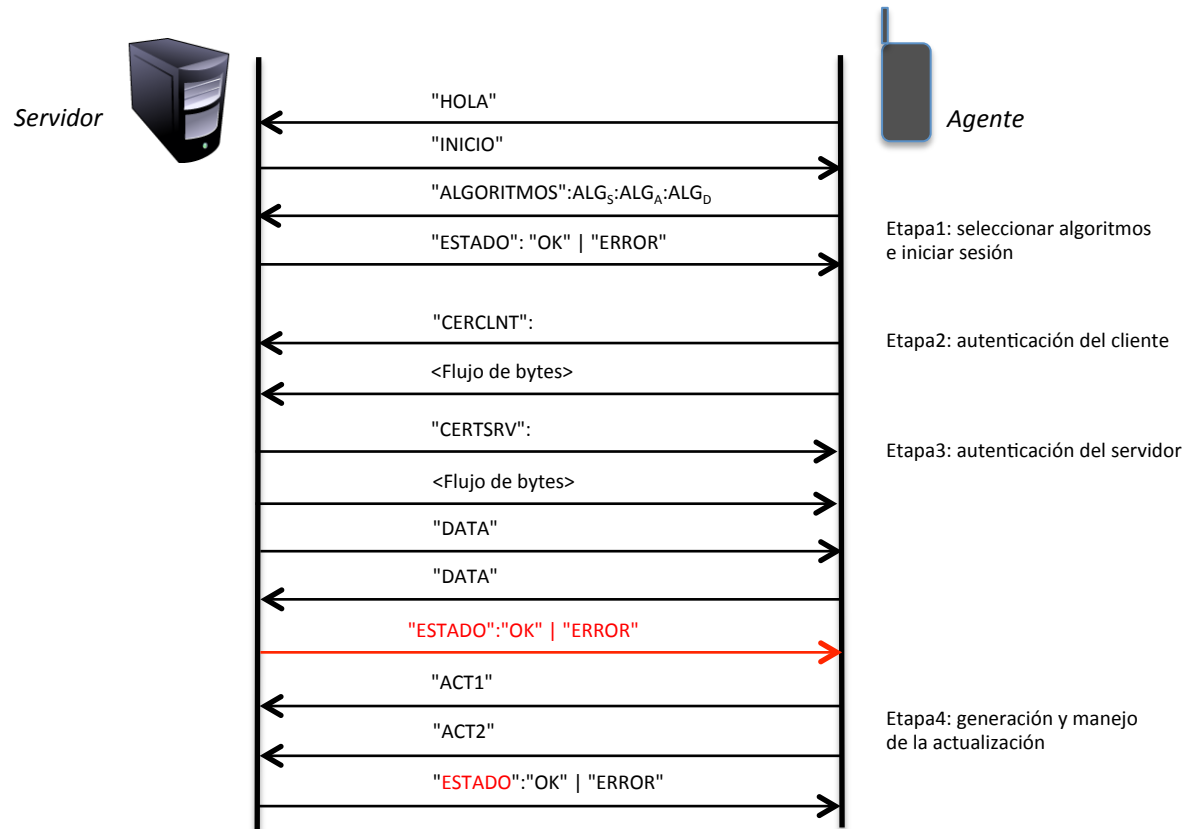 Servidor
Agente
"HOLA"
"INICIO"
"ALGORITMOS":ALGS:ALGA:ALGD
"ESTADO": "OK" | "ERROR"
Etapa1: seleccionar algoritmos
e iniciar sesión
"CERCLNT":
Etapa2: autenticación del cliente
<Flujo de bytes>
"CERTSRV":
Etapa3: autenticación del servidor
<Flujo de bytes>
"DATA"
"DATA"
"ESTADO":"OK" | "ERROR"
"ACT1"
"ACT2"
Etapa4: generación y manejo
de la actualización
"ESTADO":"OK" | "ERROR"